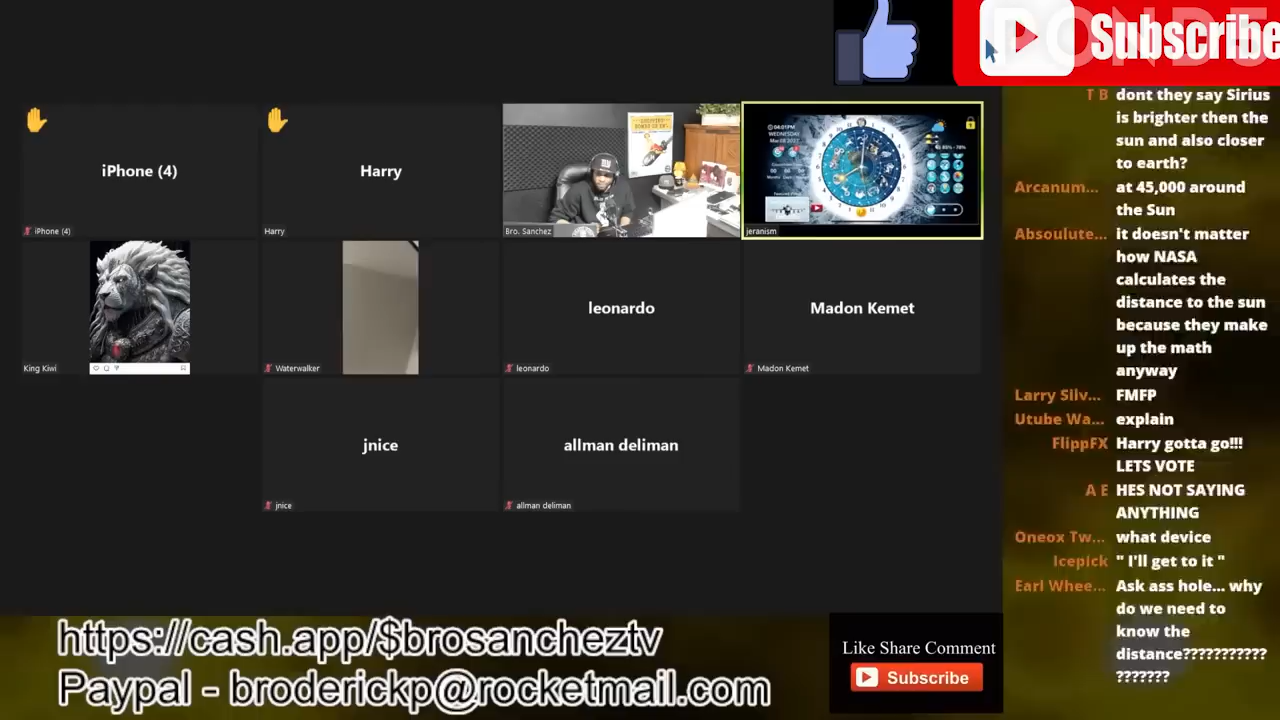 Subscribe
iPhone (4)
Harry
iPhone (4)
Harry
Bro. Sanchez
04:01PM
WEDNESDAY
jeranism
leonardo
Madon Kemet
King Kiwi
Waterwalker
leonardo
Madon Kemet
jnice
allman deliman
jnice
allman deliman
T B dont they say Sirius
is brighter then the
sun and also closer
to earth?
Arcanum... at 45,000 around
the Sun
Absoulute... it doesn't matter
how NASA
calculates the
distance to the sun
because they make
up the math
anyway
Larry Silv... FMFP
Utube Wa... explain
FlippFX Harry gotta go!!!
LETS VOTE
A E HES NOT SAYING
ANYTHING
Oneox Tw... what device
Icepick " I'll get to it "
Earl Whee... Ask ass hole... why
do we need to
know the
distance???????????
???????
https://cash.app/$brosancheztv
Paypal - broderickp@rocketmail.com
Like Share Comment
Subscribe